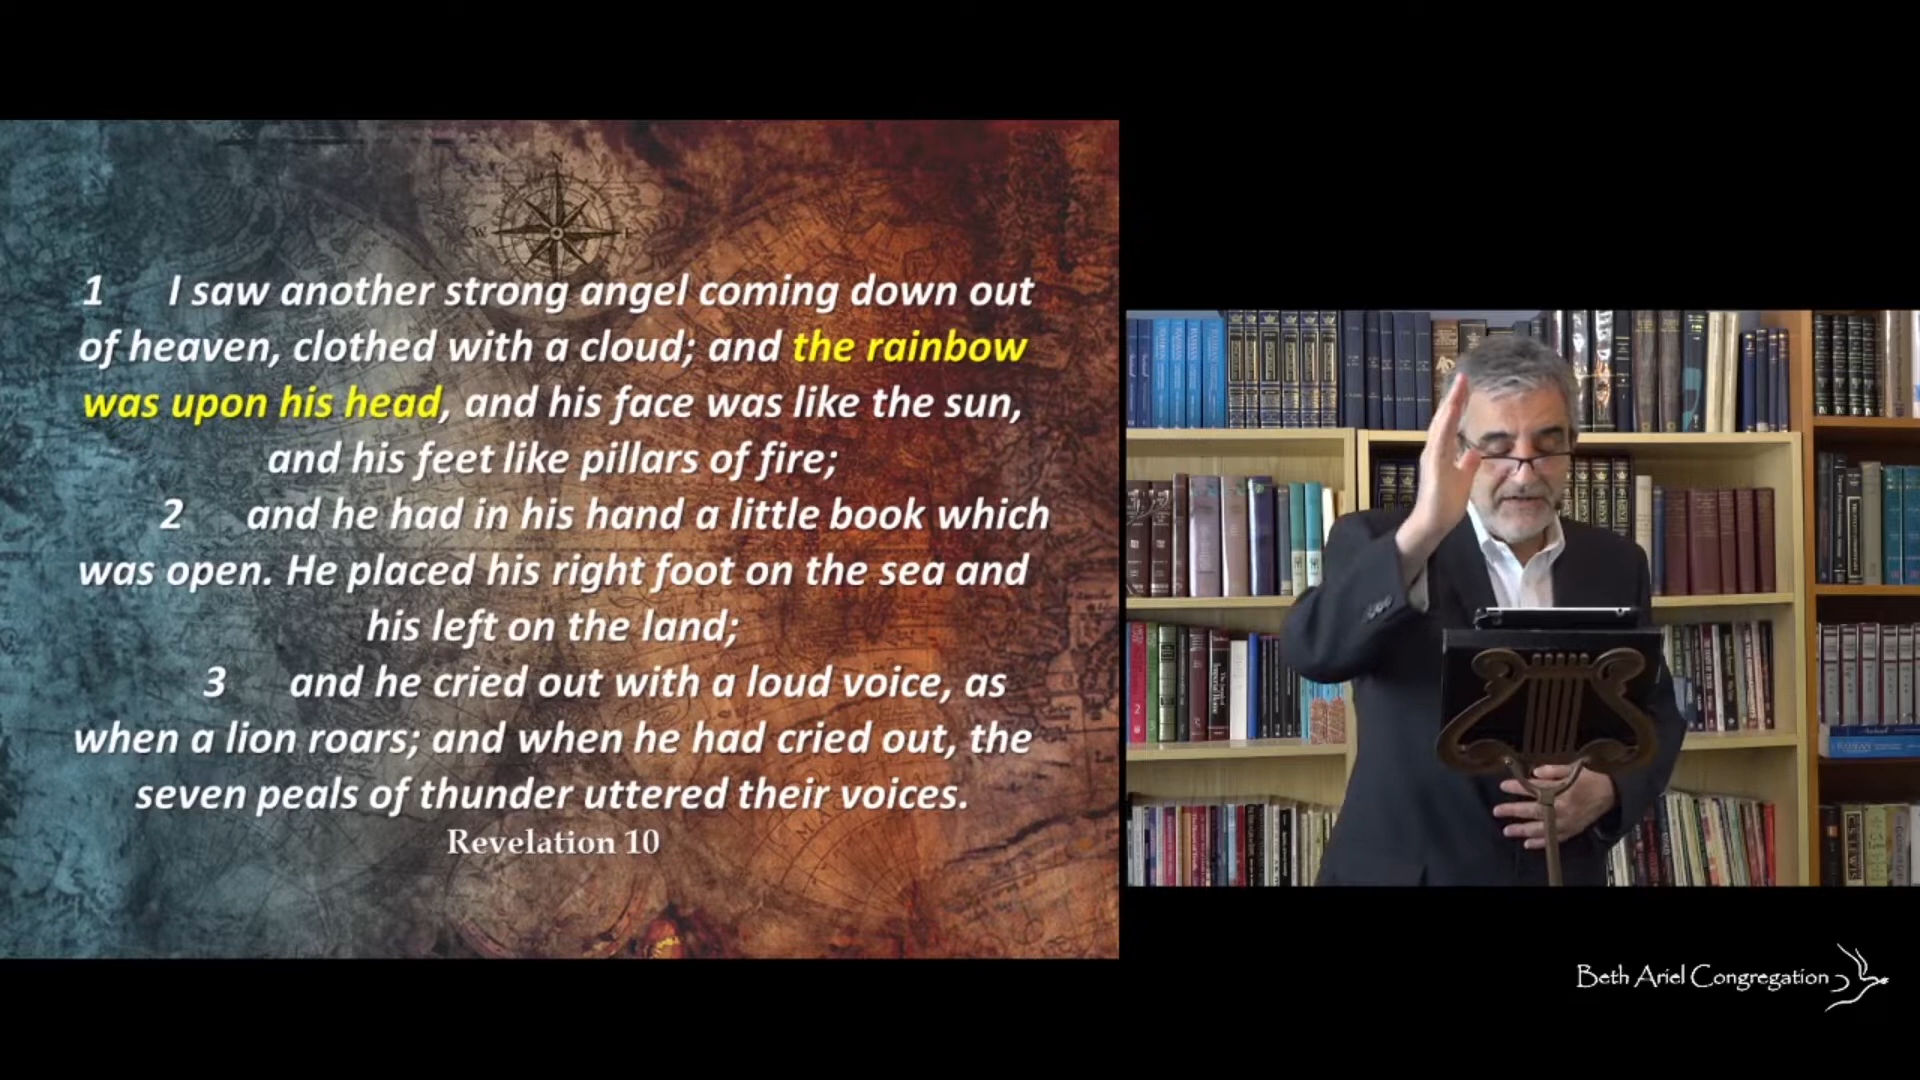 N
W
E
1 I saw another strong angel coming down out
of heaven, clothed with a cloud; and the rainbow
was upon his head, and his face was like the sun,
and his feet like pillars of fire;
2 and he had in his hand a little book which
was open. He placed his right foot on the sea and
his left on the land;
3 and he cried out with a loud voice, as
when a lion roars; and when he had cried out, the
seven peals of thunder uttered their voices.
Revelation 10
C.S. LEWIS
Beth Ariel Congregation